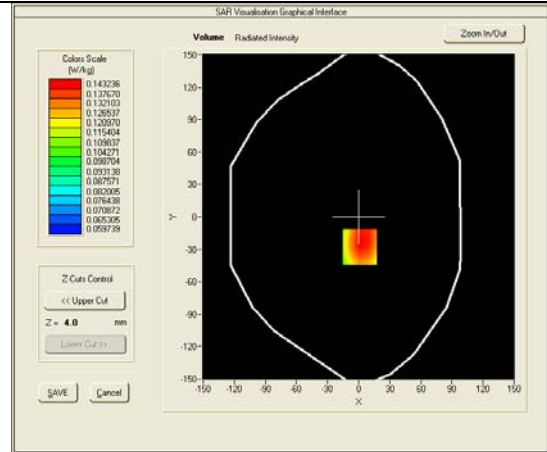 SAR Visualisation Graphical Interface
Volume Radiated Intensity
Zoom In/Out
Colors Scale
(W/kg)
0.143236
0.137670
0.132103
0.126537
0.120970
0.115404
0.109837
0.104271
0.098704
0.093138
0.087571
0.082005
0.076438
0.070872
0.065305
0.059739
Z-Cuts Control
<< Upper Cut
Z = 4.0 mm
Lower Cut >>
SAVE
Cancel
150
120
90
60
30
0
-30
-60
-90
-120
-150
Y
-150 -120 -90 -60 -30 0 30 60 90 120 150
X